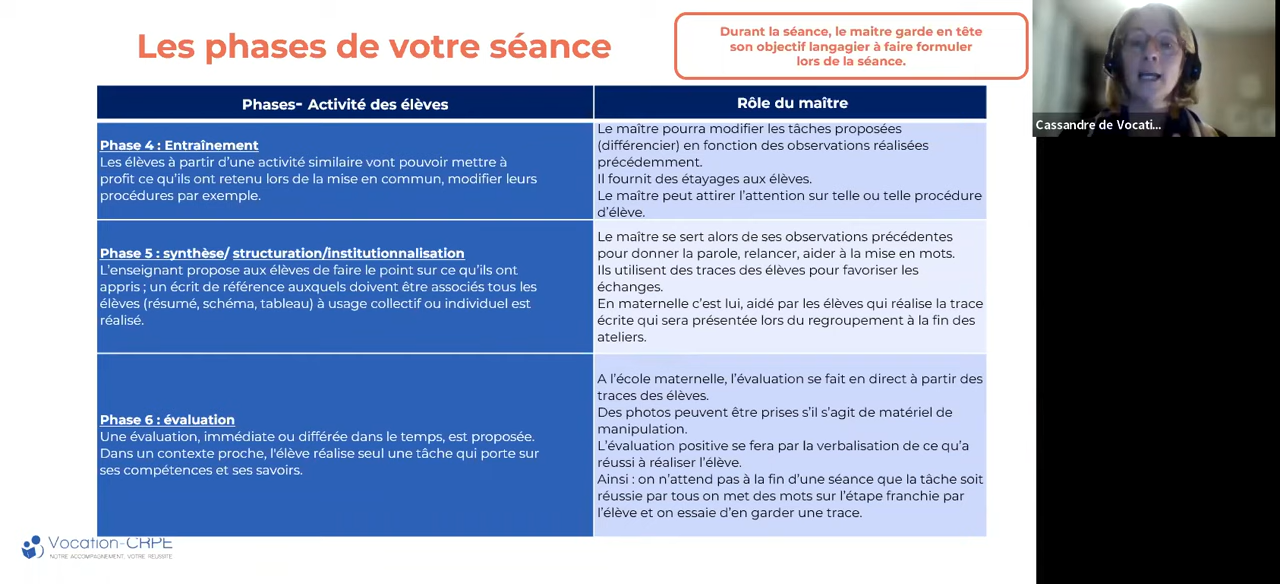 Les phases de votre séance
Durant la séance, le maitre garde en tête
son objectif langagier à faire formuler
lors de la séance.
Phases- Activité des élèves
Rôle du maître
Phase 4 : Entraînement
Les élèves à partir d'une activité similaire vont pouvoir mettre à
profit ce qu'ils ont retenu lors de la mise en commun, modifier leurs
procédures par exemple.
Le maître pourra modifier les tâches proposées
(différencier) en fonction des observations réalisées
précédemment.
Il fournit des étayages aux élèves.
Le maître peut attirer l'attention sur telle ou telle procédure
d'élève.
Phase 5 : synthèse/ structuration/institutionnalisation
L'enseignant propose aux élèves de faire le point sur ce qu'ils ont
appris ; un écrit de référence auxquels doivent être associés tous les
élèves (résumé, schéma, tableau) à usage collectif ou individuel est
réalisé.
Le maître se sert alors de ses observations précédentes
pour donner la parole, relancer, aider à la mise en mots.
Ils utilisent des traces des élèves pour favoriser les
échanges.
En maternelle c'est lui, aidé par les élèves qui réalise la trace
écrite qui sera présentée lors du regroupement à la fin des
ateliers.
Phase 6 : évaluation
Une évaluation, immédiate ou différée dans le temps, est proposée.
Dans un contexte proche, l'élève réalise seul une tâche qui porte sur
ses compétences et ses savoirs.
A l'école maternelle, l'évaluation se fait en direct à partir des
traces des élèves.
Des photos peuvent être prises s'il s'agit de matériel de
manipulation.
L'évaluation positive se fera par la verbalisation de ce qu'a
réussi à réaliser l'élève.
Ainsi : on n'attend pas à la fin d'une séance que la tâche soit
réussie par tous on met des mots sur l'étape franchie par
l'élève et on essaie d'en garder une trace.
Vocation-CRPE
NOTRE ACCOMPAGNEMENT, VOTRE RÉUSSITE
Cassandre de Vocati...